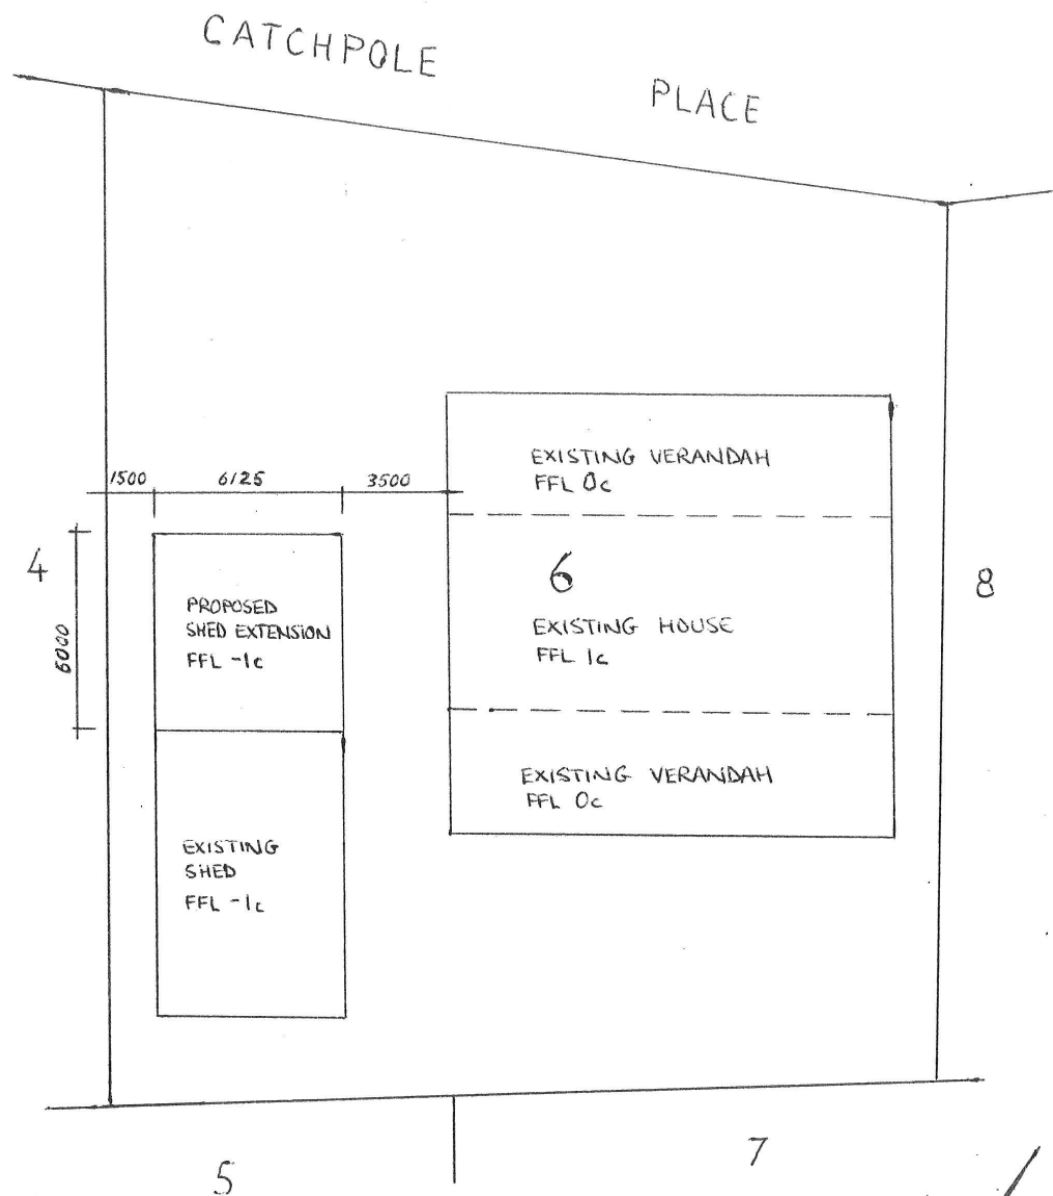 CATCHPOLE
PLACE
1500
6125
3500
EXISTING VERANDAH
FFL 0c
4
6000
PROPOSED
SHED EXTENSION
FFL -1c
6
EXISTING HOUSE
FFL 1c
8
EXISTING VERANDAH
FFL 0c
EXISTING
SHED
FFL -1c
5
7